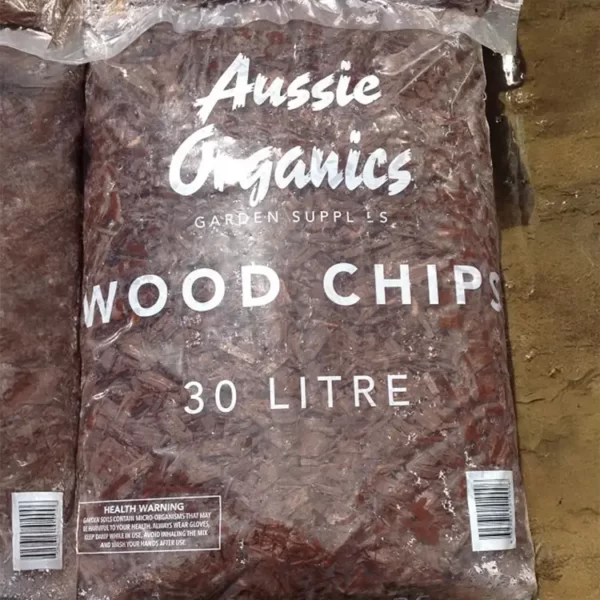 Aussie
Organics
GARDEN SUPPLIES
WOOD CHIPS
30 LITRE
HEALTH WARNING
GARDEN SOILS CONTAIN MICRO-ORGANISMS THAT MAY
BE HARMFUL TO YOUR HEALTH. ALWAYS WEAR GLOVES,
KEEP DAMP WHILE IN USE, AVOID INHALING THE MIX
AND WASH YOUR HANDS AFTER USE